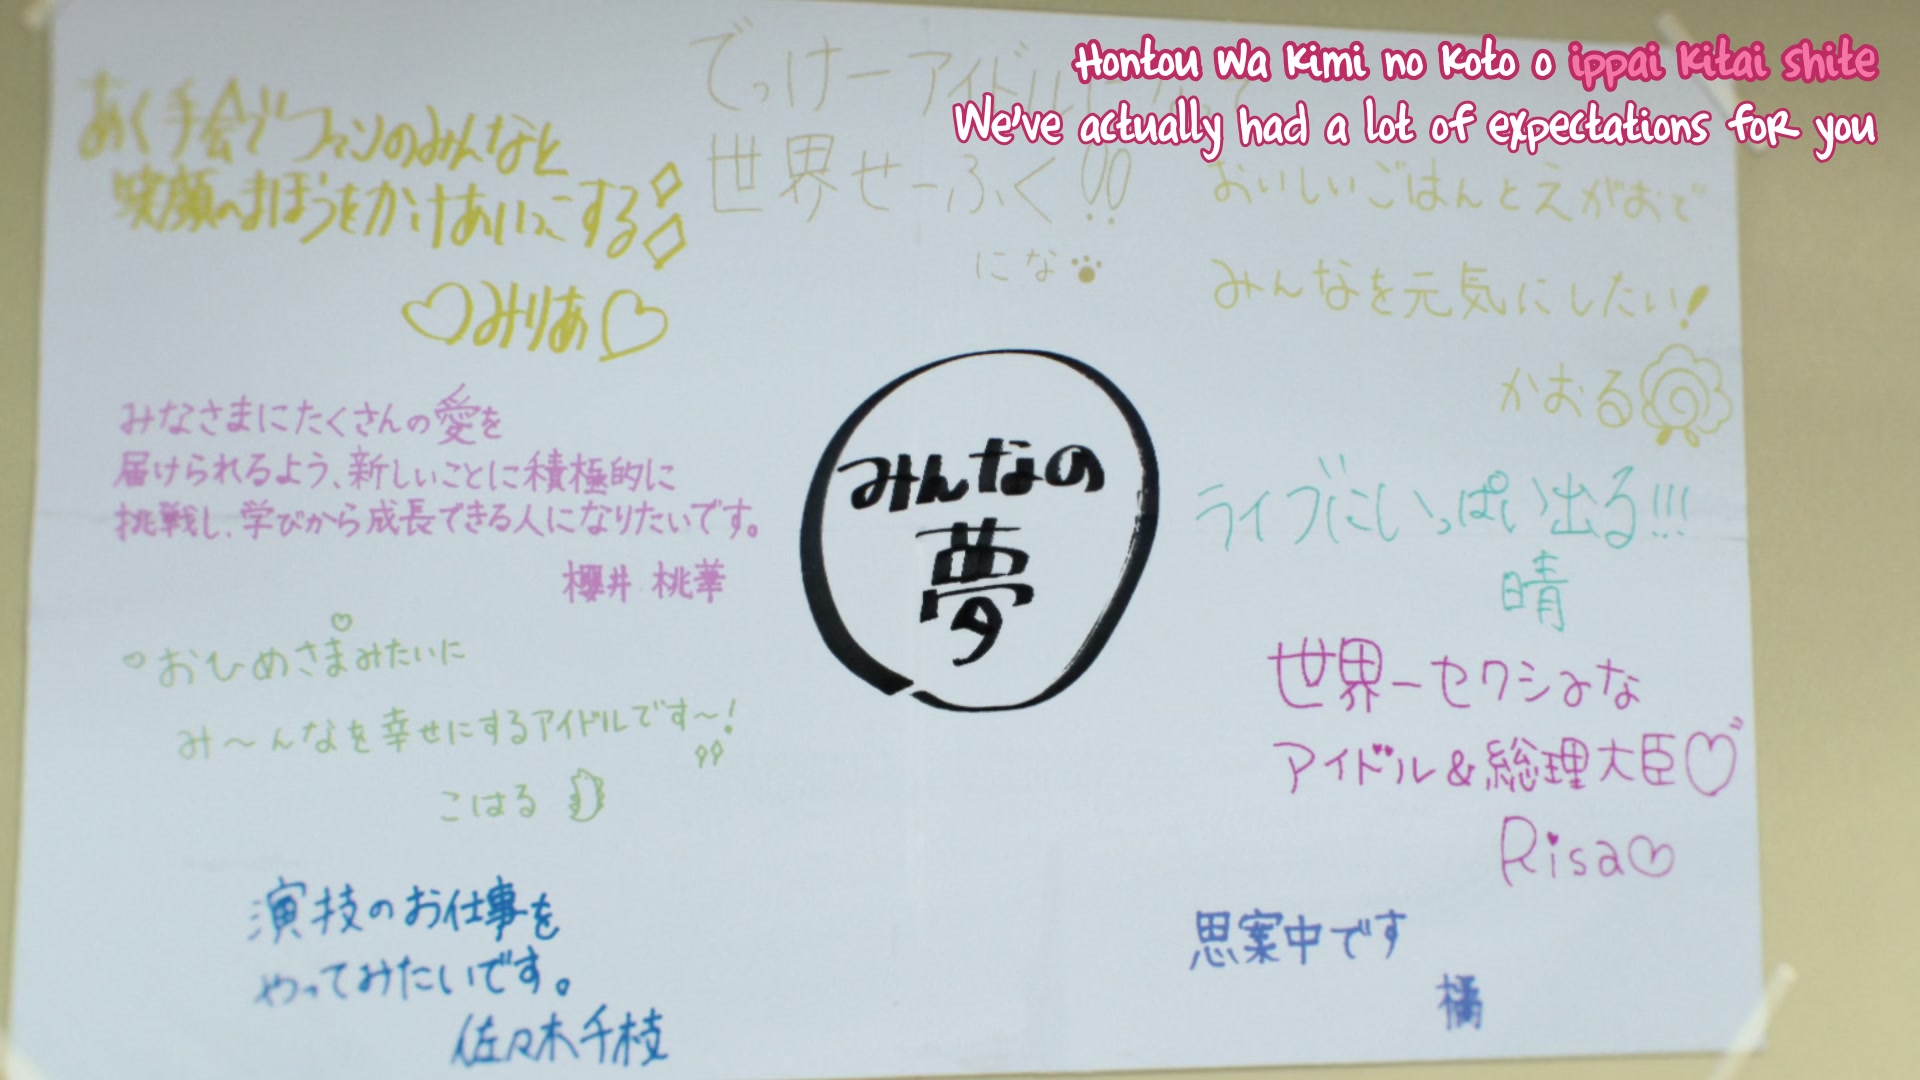 Hontou wa kimi no koto o ippai kitai shite
We've actually had a lot of expectations for you
あく手会でファンのみんなと
笑顔のまほうをかけあいっこする
♡みりあ♡
でっけーアイドルになって
世界せーふく!!
にな
おいしいごはんとえがおで
みんなを元気にしたい!
かおる
みなさまにたくさんの愛を
届けられるよう、新しいことに積極的に
挑戦し、学びから成長できる人になりたいです。
櫻井 桃華
みんなの
夢
ライブにいっぱい出る!!!
晴
おひめさまみたいに
み〜んなを幸せにするアイドルです〜!
こはる
世界一セクシみな
アイドル&総理大臣♡
Risa♡
演技のお仕事を
やってみたいです。
佐々木千枝
思案中です
橘